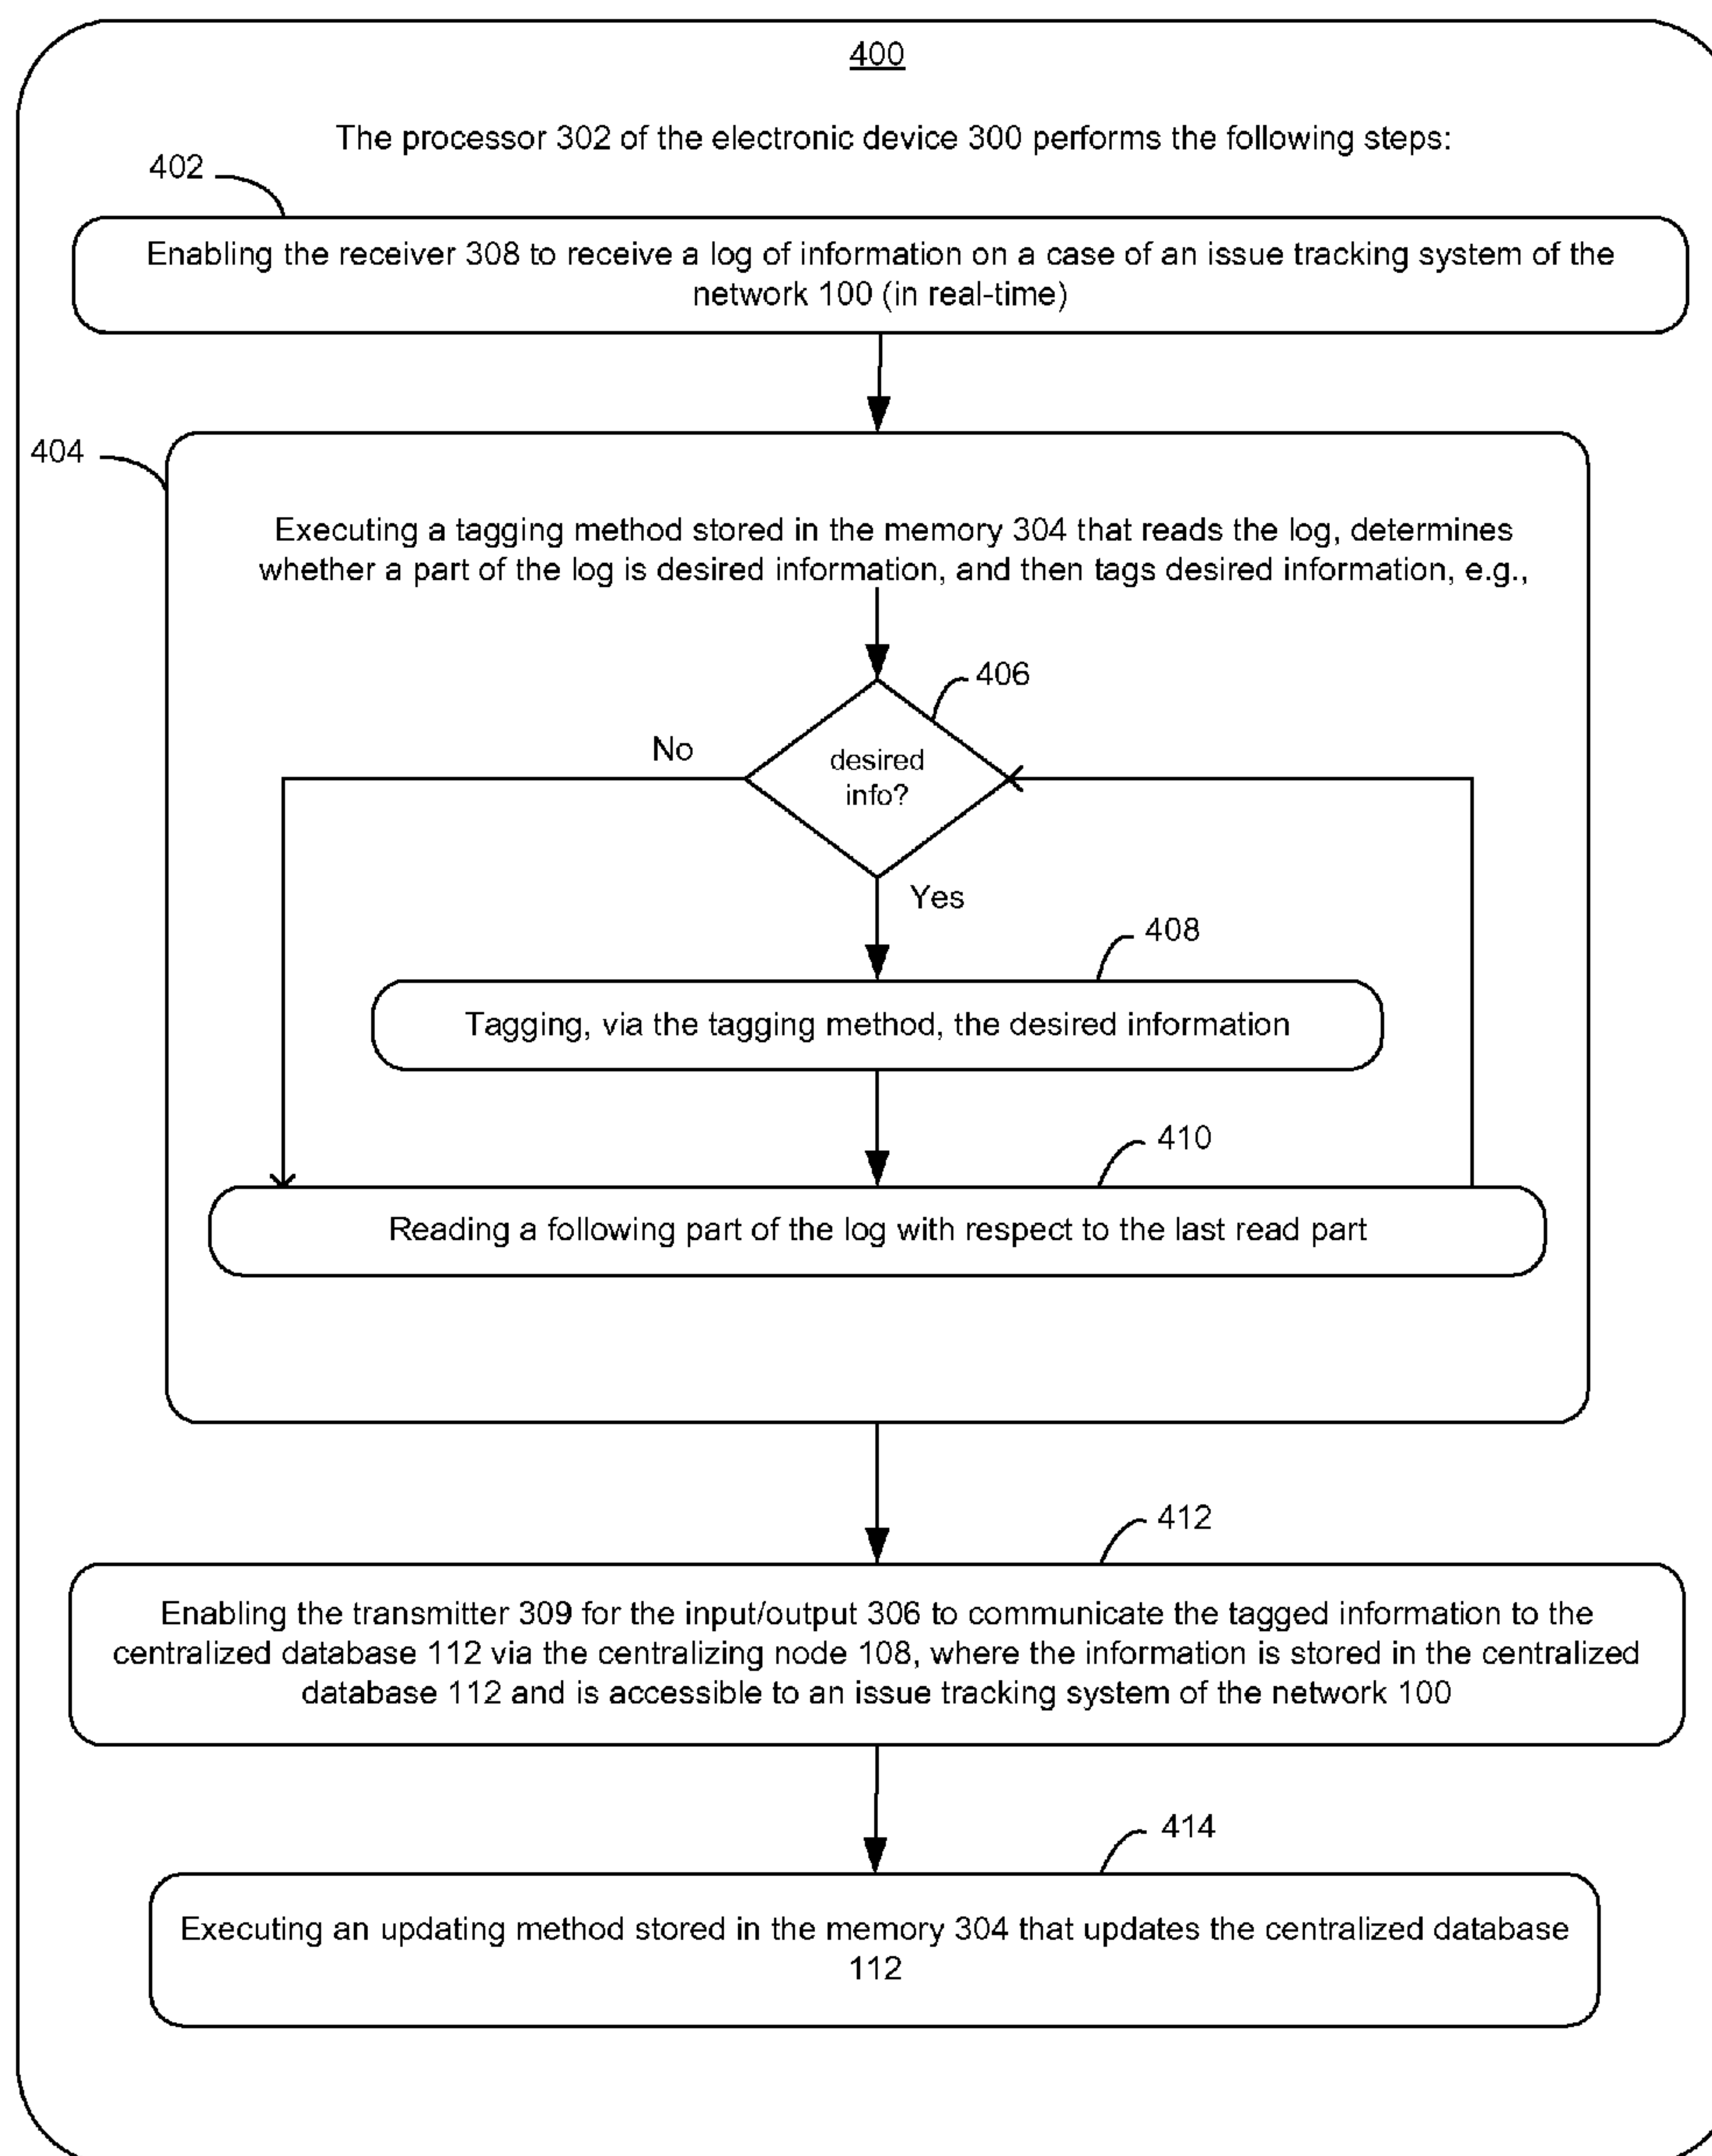 400
The processor 302 of the electronic device 300 performs the following steps:
402
Enabling the receiver 308 to receive a log of information on a case of an issue tracking system of the
network 100 (in real-time)
404
Executing a tagging method stored in the memory 304 that reads the log, determines
whether a part of the log is desired information, and then tags desired information, e.g.,
406
No
desired
info?
Yes
408
Tagging, via the tagging method, the desired information
410
Reading a following part of the log with respect to the last read part
412
Enabling the transmitter 309 for the input/output 306 to communicate the tagged information to the
centralized database 112 via the centralizing node 108, where the information is stored in the centralized
database 112 and is accessible to an issue tracking system of the network 100
414
Executing an updating method stored in the memory 304 that updates the centralized database
112